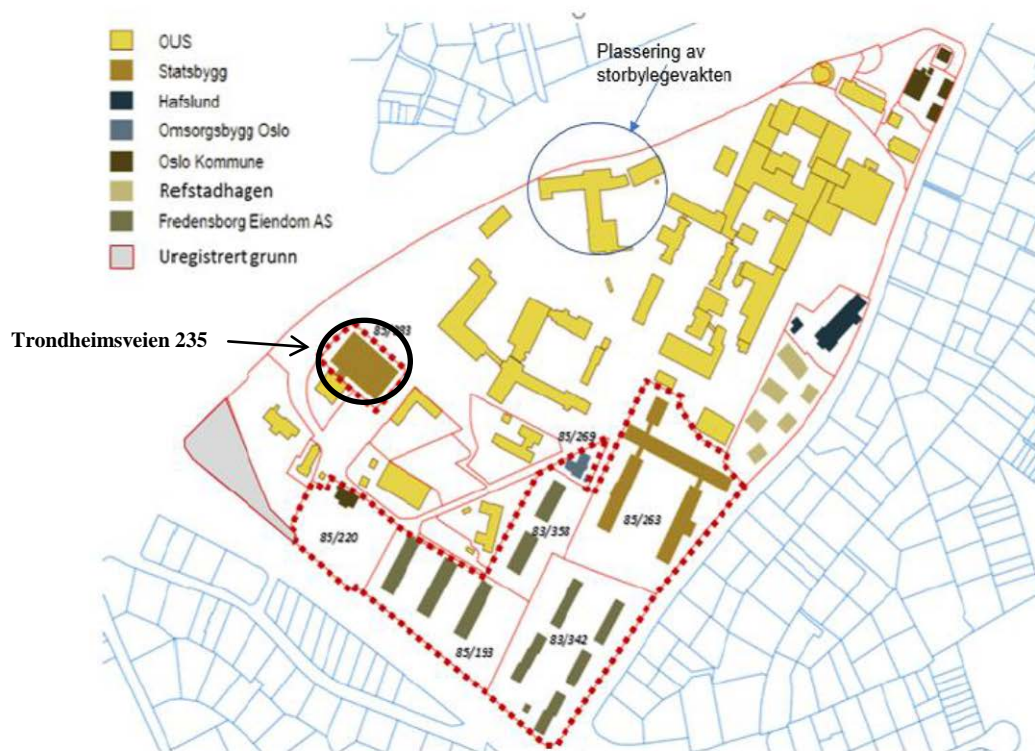 OUS
Statsbygg
Hafslund
Omsorgsbygg Oslo
Oslo Kommune
Refstadhagen
Fredensborg Eiendom AS
Uregistrert grunn
Plassering av
storbylegevakten
Trondheimsveien 235
85/269
85/263
83/358
85/220
85/193
83/342